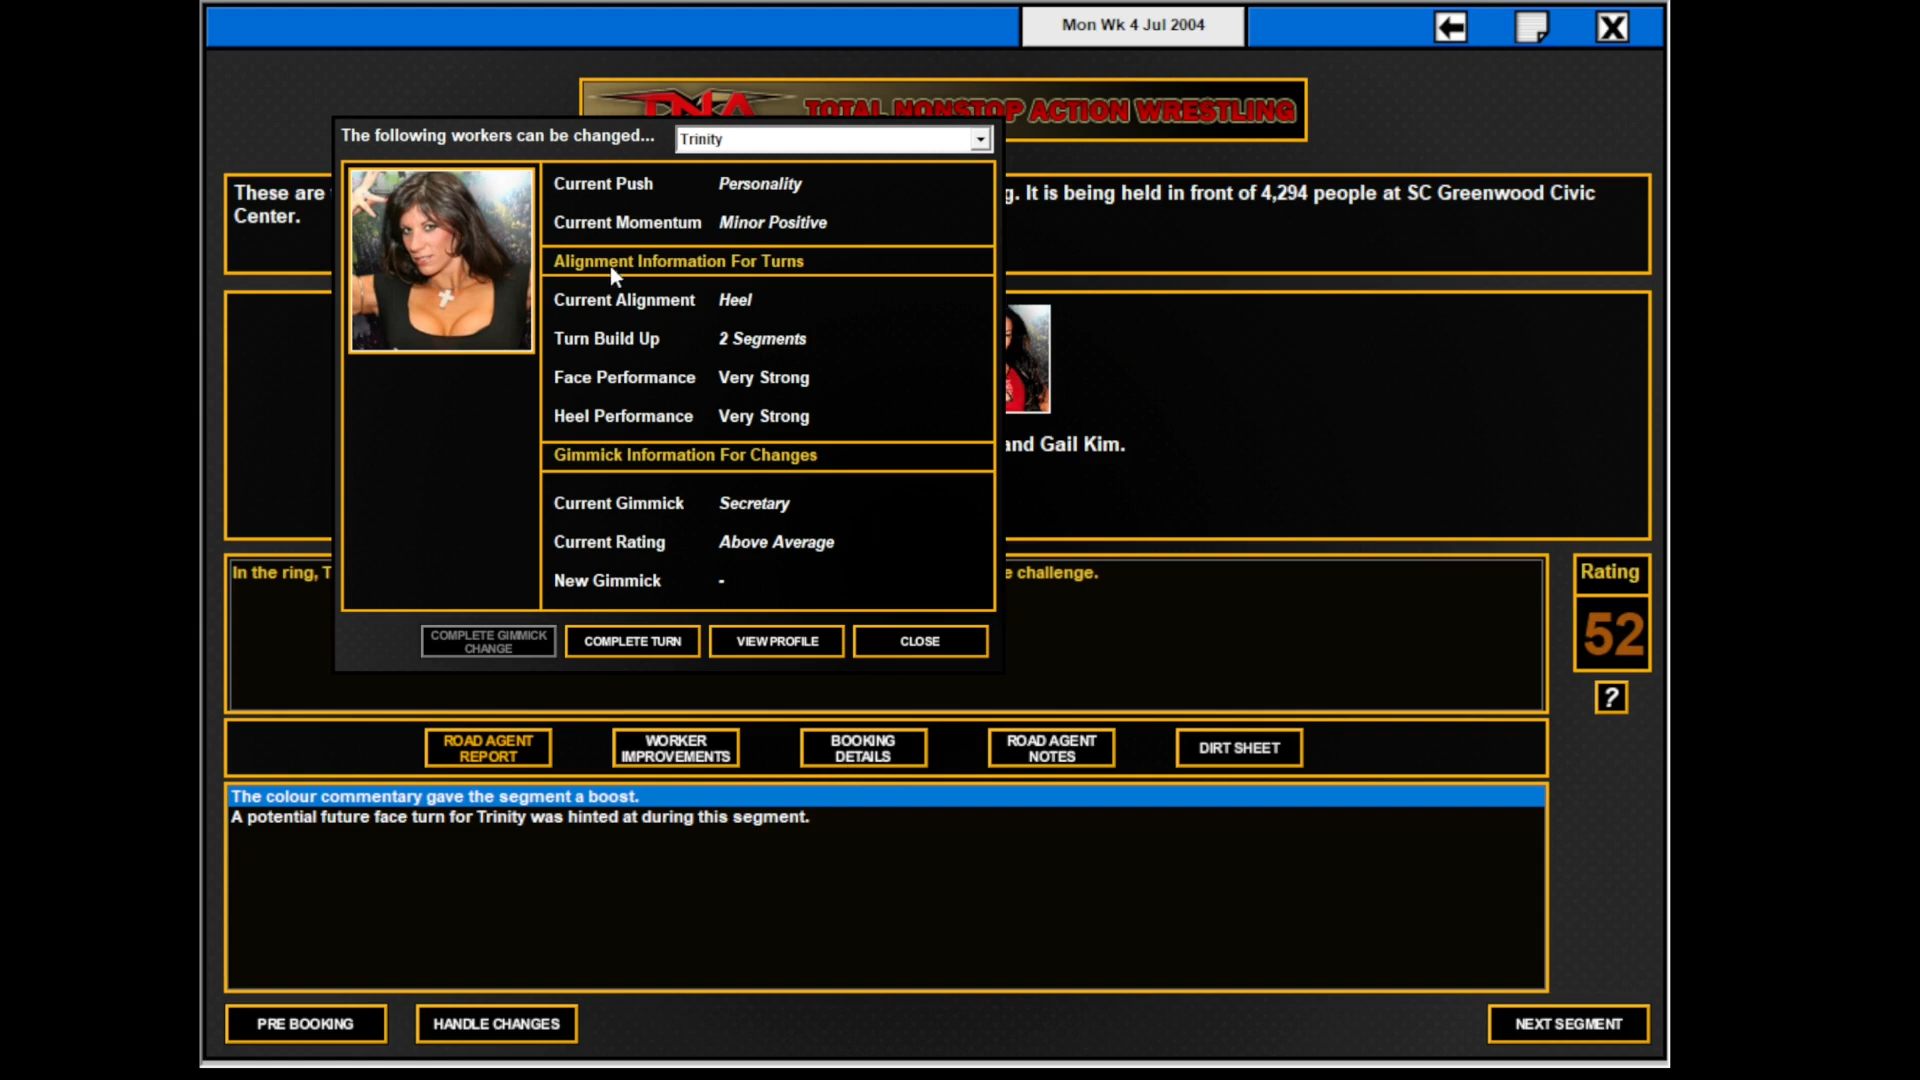 Mon Wk 4 Jul 2004
TNA TOTAL NONSTOP ACTION WRESTLING
The following workers can be changed... Trinity
These are g. It is being held in front of 4,294 people at SC Greenwood Civic
Center.
Current Push Personality
Current Momentum Minor Positive
Alignment Information For Turns
Current Alignment Heel
Turn Build Up 2 Segments
Face Performance Very Strong
Heel Performance Very Strong
and Gail Kim.
Gimmick Information For Changes
Current Gimmick Secretary
Current Rating Above Average
New Gimmick -
In the ring, T e challenge.
Rating
52
?
COMPLETE GIMMICK
CHANGE
COMPLETE TURN
VIEW PROFILE
CLOSE
ROAD AGENT
REPORT
WORKER
IMPROVEMENTS
BOOKING
DETAILS
ROAD AGENT
NOTES
DIRT SHEET
The colour commentary gave the segment a boost.
A potential future face turn for Trinity was hinted at during this segment.
PRE BOOKING
HANDLE CHANGES
NEXT SEGMENT